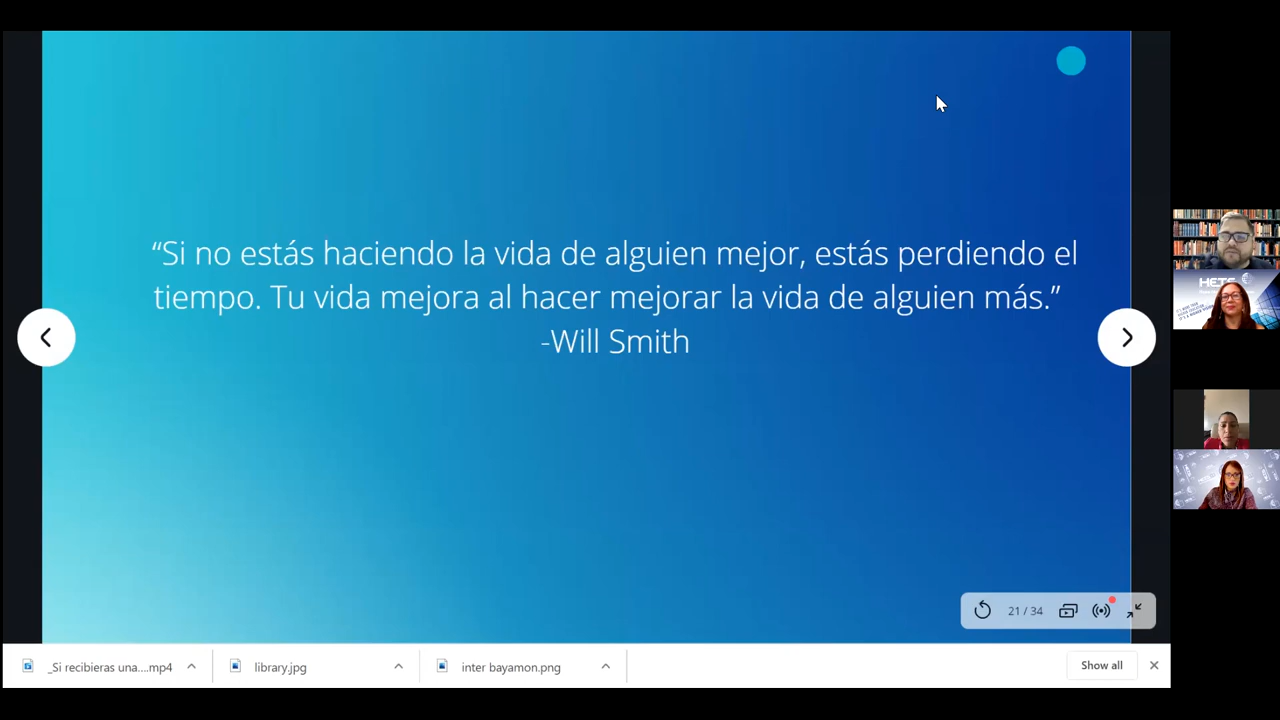 “Si no estás haciendo la vida de alguien mejor, estás perdiendo el
tiempo. Tu vida mejora al hacer mejorar la vida de alguien más.”
-Will Smith
HETS
21 / 34
_Si recibieras una....mp4
library.jpg
inter bayamon.png
Show all